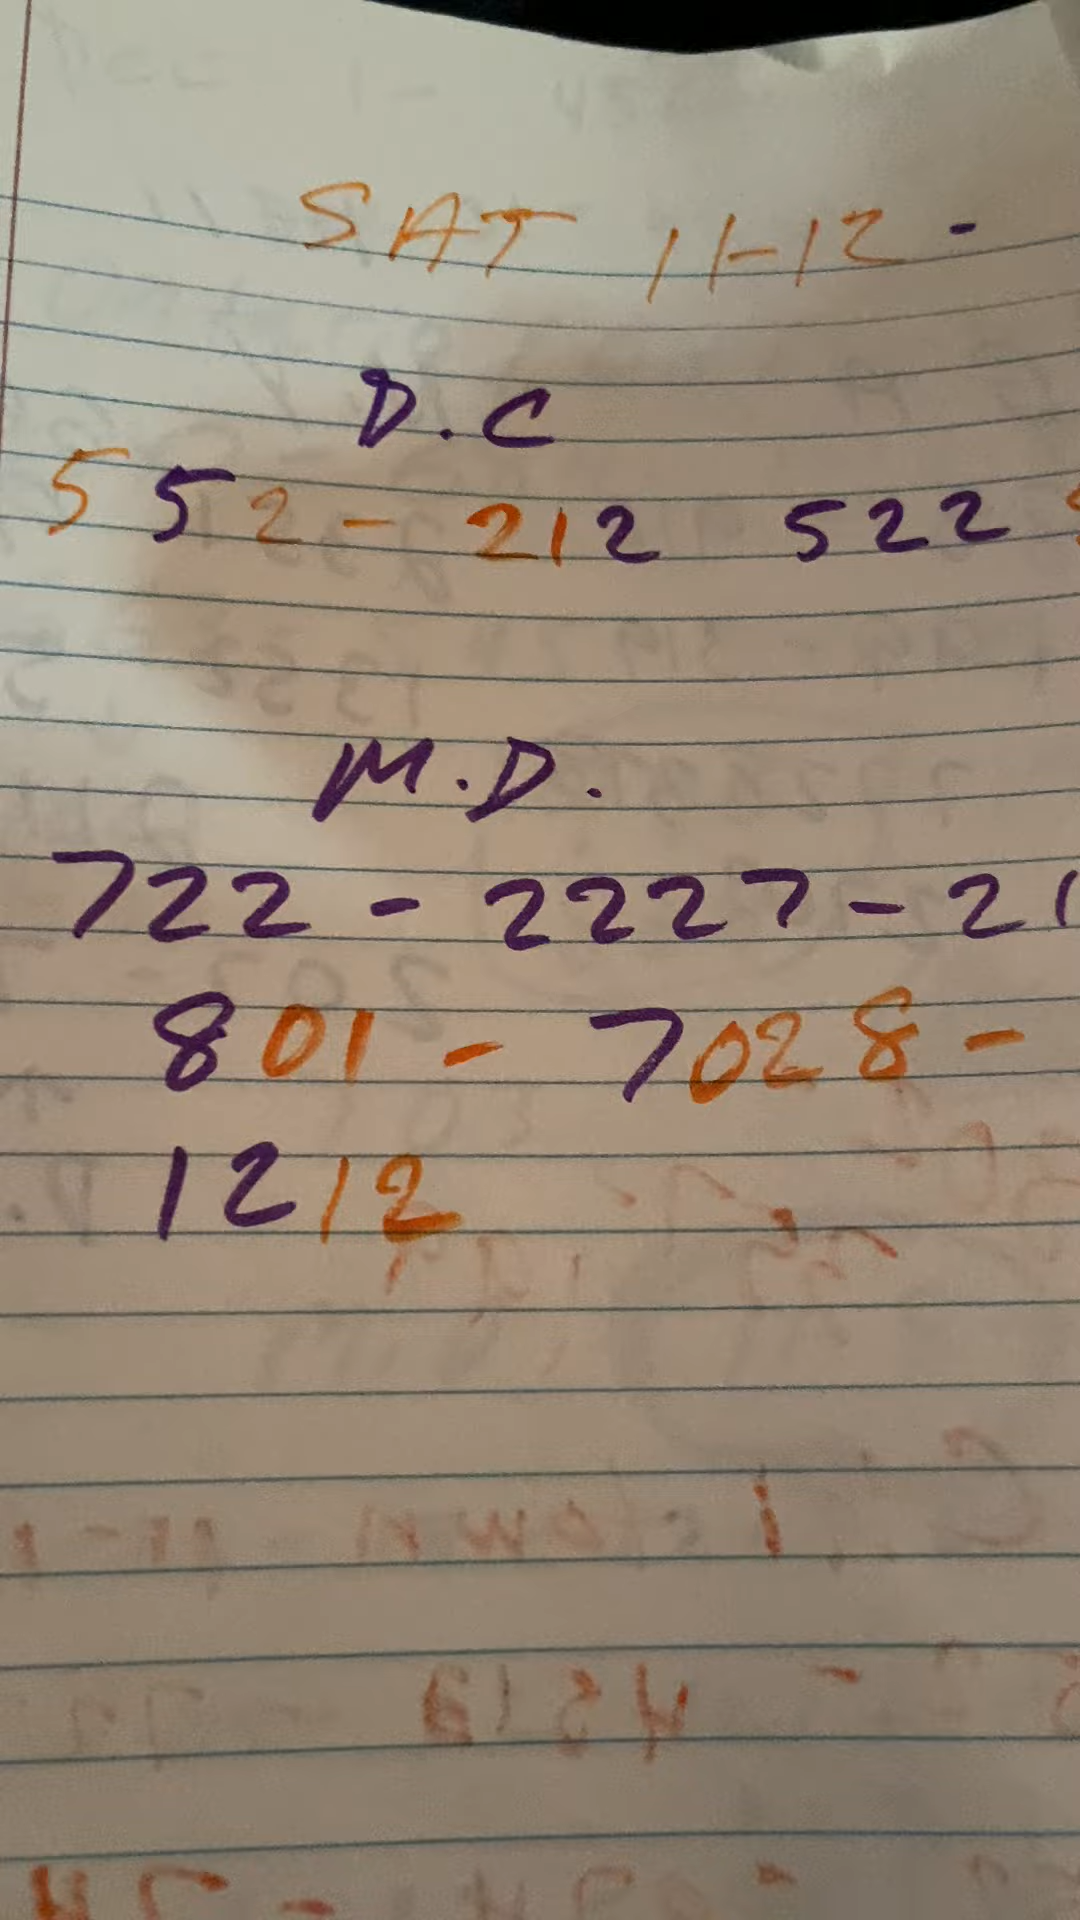 SAT 11-12 -
D.C
552 - 212 522
M.D.
722 - 2227 - 21
801 - 7028 -
1212